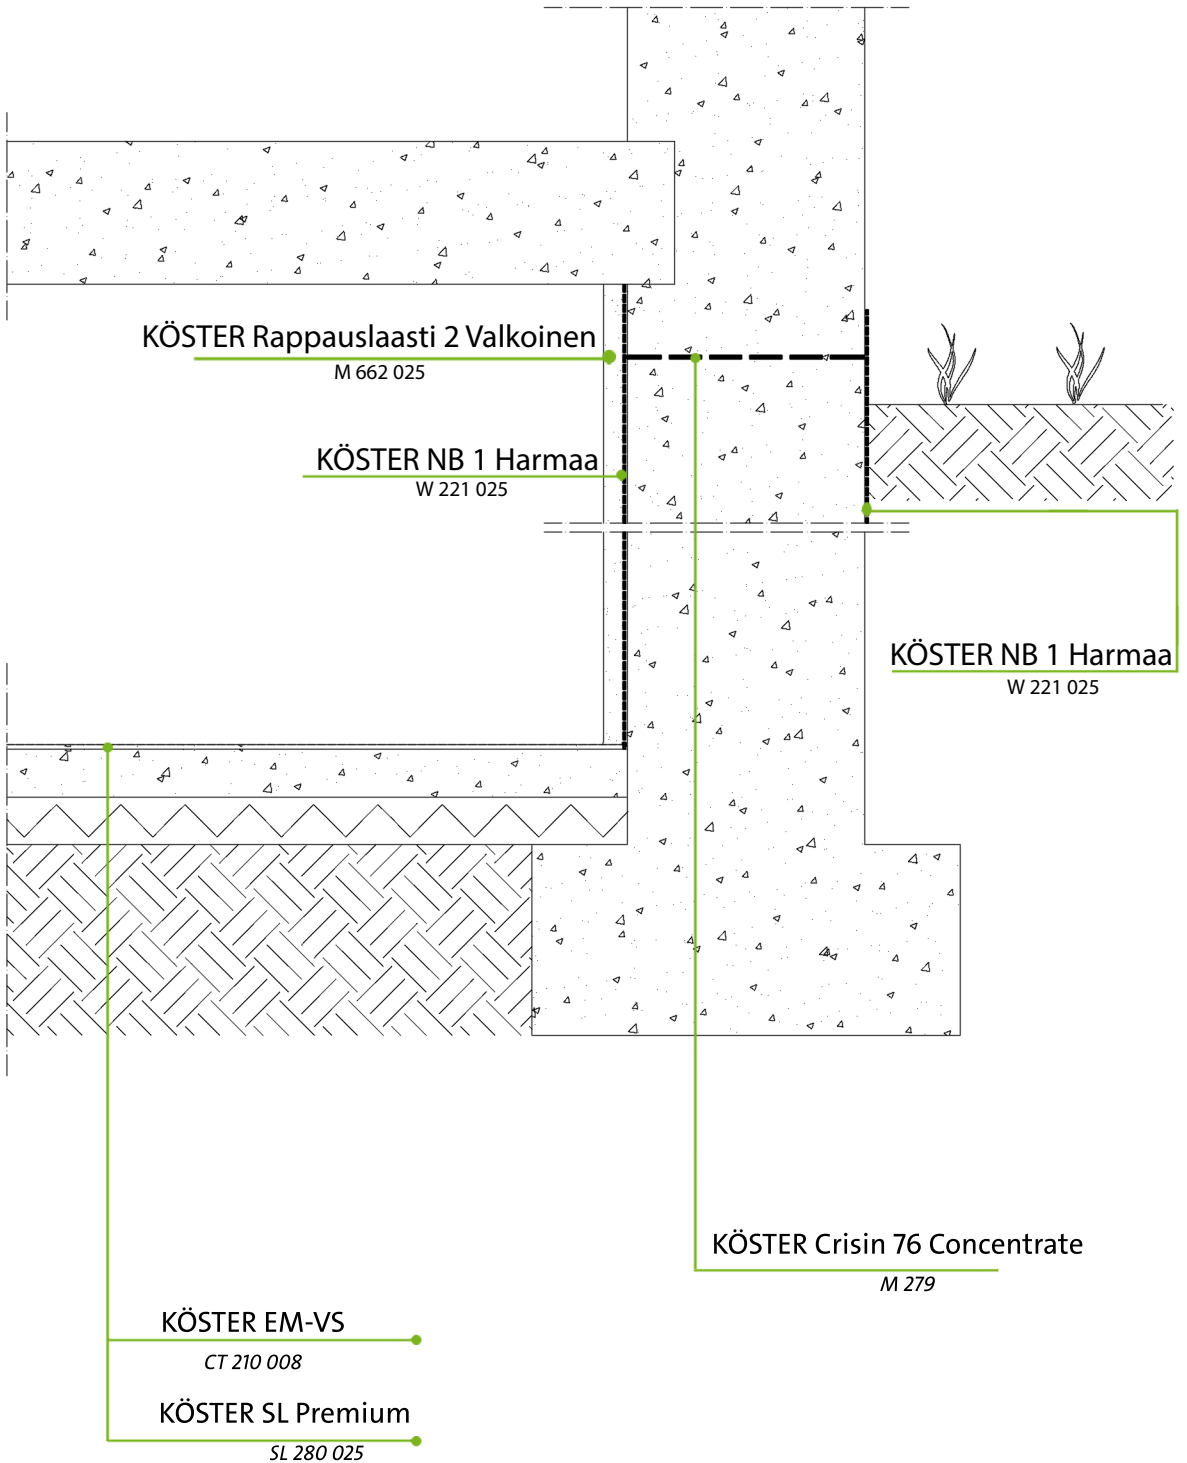 KÖSTER Rappauslaasti 2 Valkoinen
M 662 025
KÖSTER NB 1 Harmaa
W 221 025
KÖSTER NB 1 Harmaa
W 221 025
KÖSTER Crisin 76 Concentrate
M 279
KÖSTER EM-VS
CT 210 008
KÖSTER SL Premium
SL 280 025